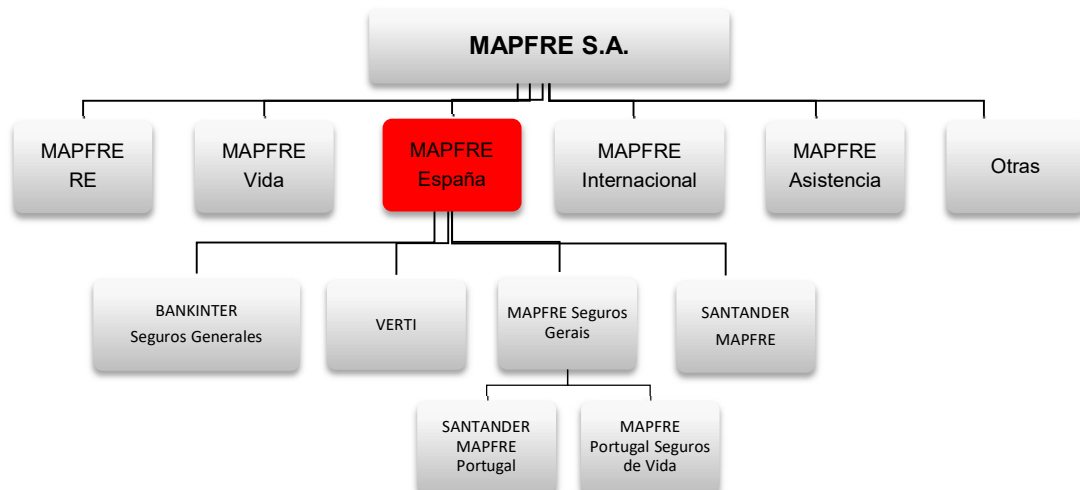 MAPFRE S.A.
MAPFRE
RE
MAPFRE
Vida
MAPFRE
España
MAPFRE
Internacional
MAPFRE
Asistencia
Otras
BANKINTER
Seguros Generales
VERTI
MAPFRE Seguros
Gerais
SANTANDER
MAPFRE
SANTANDER
MAPFRE
Portugal
MAPFRE
Portugal Seguros
de Vida